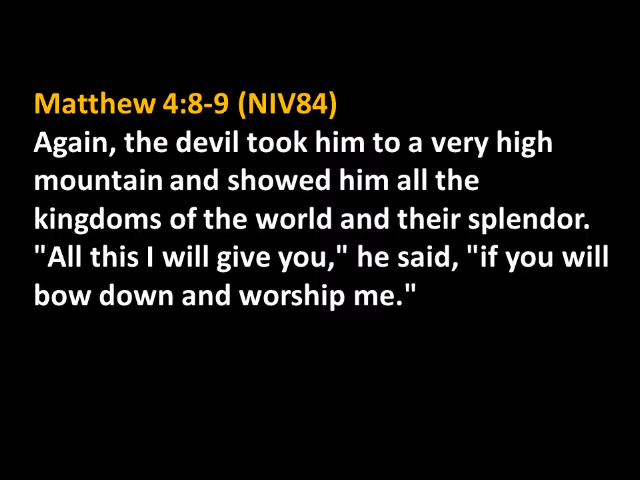 Matthew 4:8-9 (NIV84)
Again, the devil took him to a very high
mountain and showed him all the
kingdoms of the world and their splendor.
"All this I will give you," he said, "if you will
bow down and worship me."